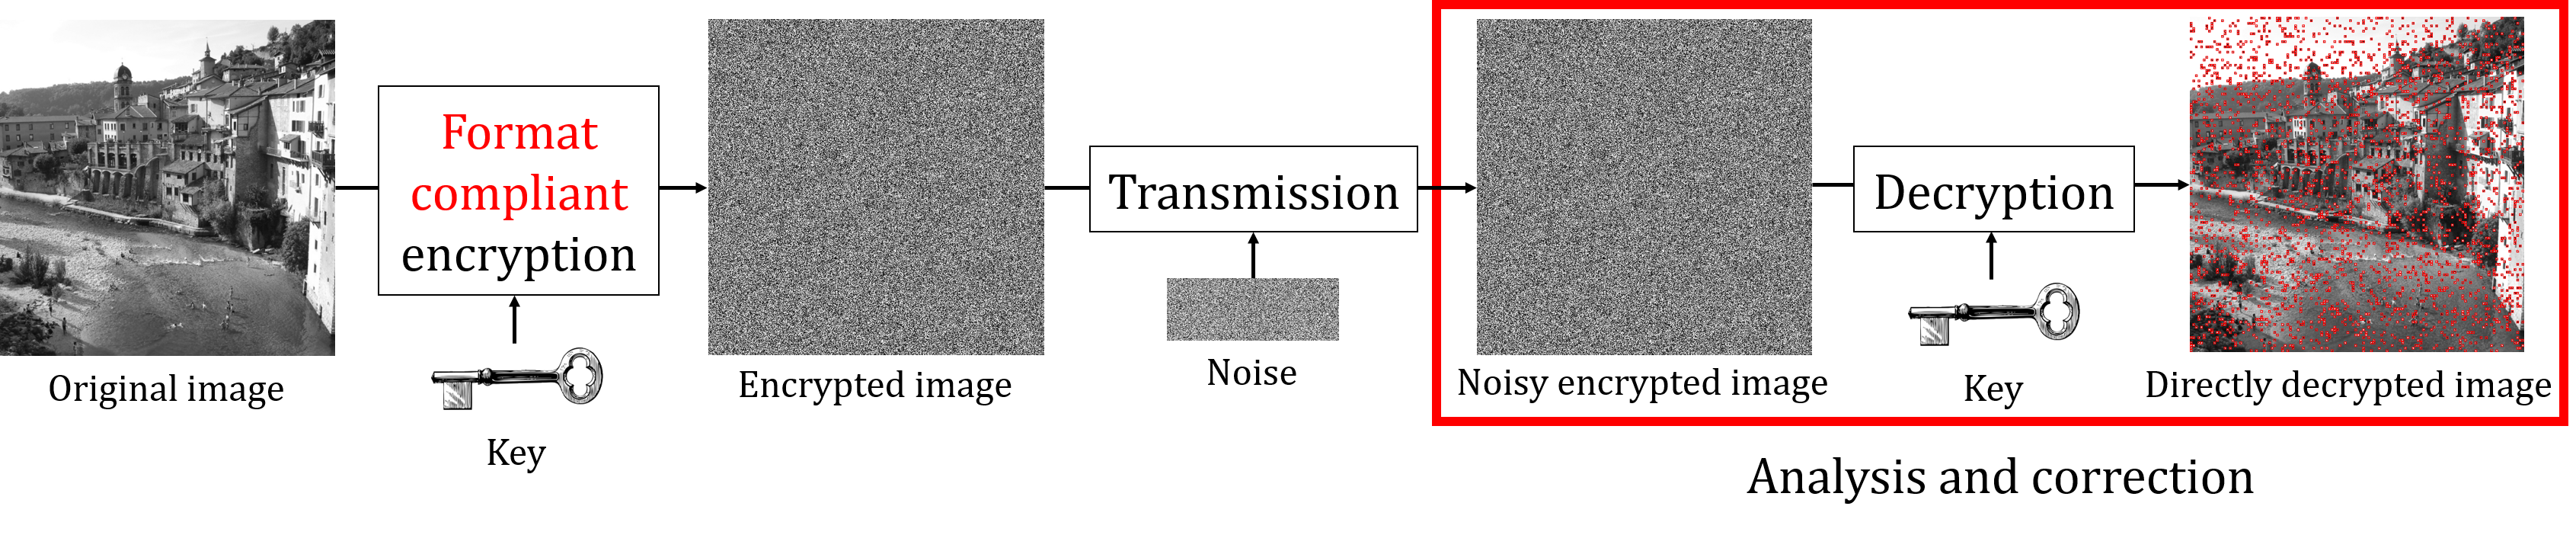 Format
compliant
encryption
Transmission
Decryption
Original image
Key
Encrypted image
Noise
Noisy encrypted image
Key
Directly decrypted image
Analysis and correction